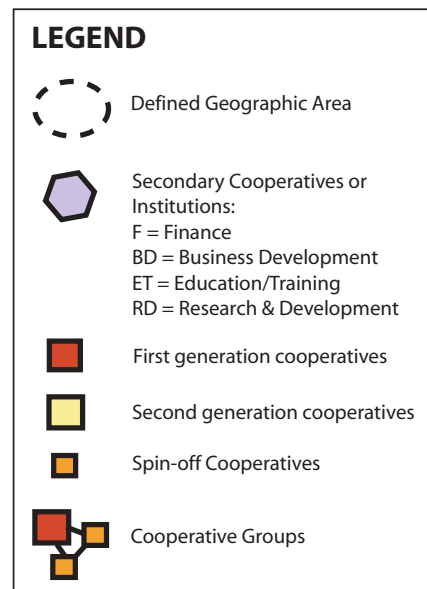 LEGEND
Defined Geographic Area
Secondary Cooperatives or
Institutions:
F = Finance
BD = Business Development
ET = Education/Training
RD = Research & Development
First generation cooperatives
Second generation cooperatives
Spin-off Cooperatives
Cooperative Groups